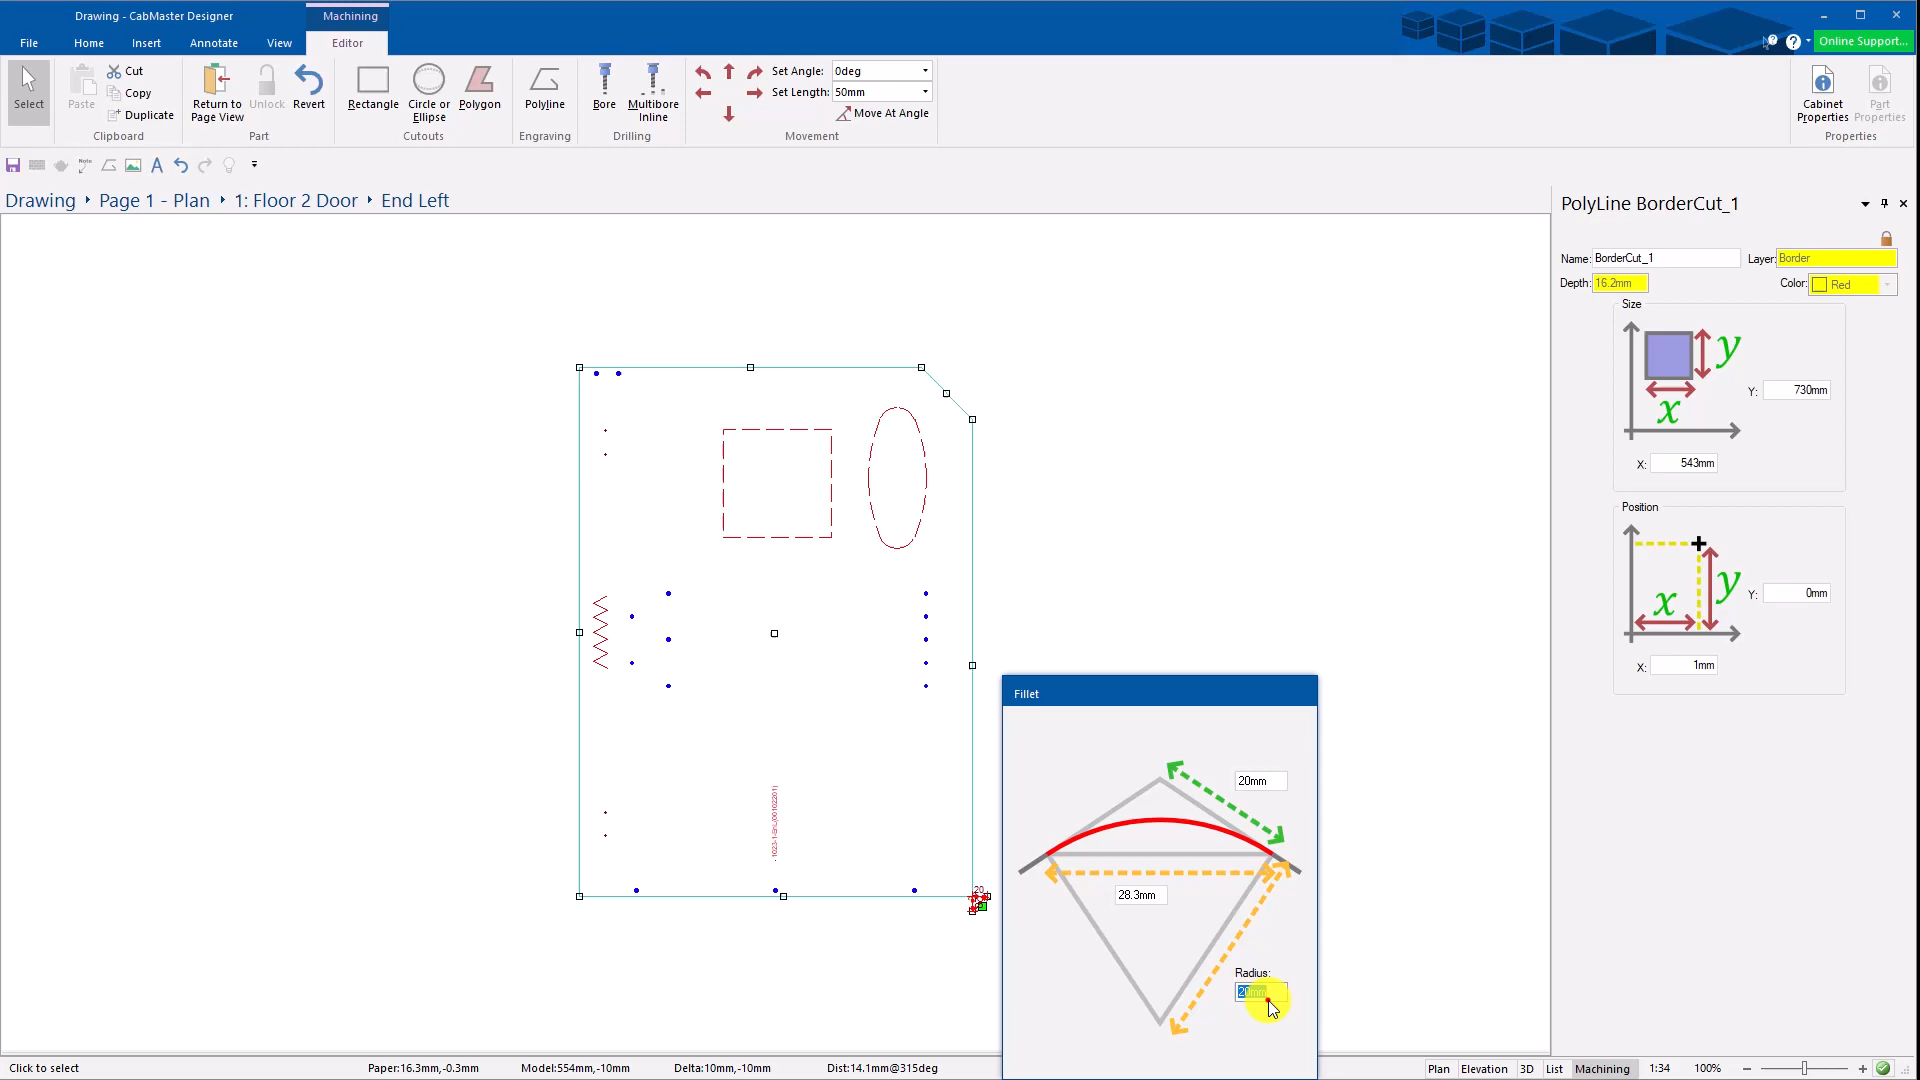 Drawing - CabMaster Designer
Machining
File
Home
Insert
Annotate
View
Editor
Online Support...
Select
Paste
Cut
Copy
Duplicate
Clipboard
Return to
Page View
Unlock
Revert
Part
Rectangle
Circle or
Ellipse
Polygon
Cutouts
Polyline
Engraving
Bore
Multibore
Inline
Drilling
Set Angle: 0deg
Set Length: 50mm
Move At Angle
Movement
Cabinet
Properties
Part
Properties
Properties
Note
Drawing Page 1 - Plan 1: Floor 2 Door End Left
PolyLine BorderCut_1
Name: BorderCut_1
Layer: Border
Depth: 16.2mm
Color: Red
Size
y
x
Y: 730mm
X: 543mm
Position
y
x
Y: 0mm
X: 1mm
20
Fillet
20mm
28.3mm
Radius:
20mm
Click to select
Paper:16.3mm,-0.3mm
Model:554mm,-10mm
Delta:10mm,-10mm
Dist:14.1mm@315deg
Plan
Elevation
3D
List
Machining
1:34
100%